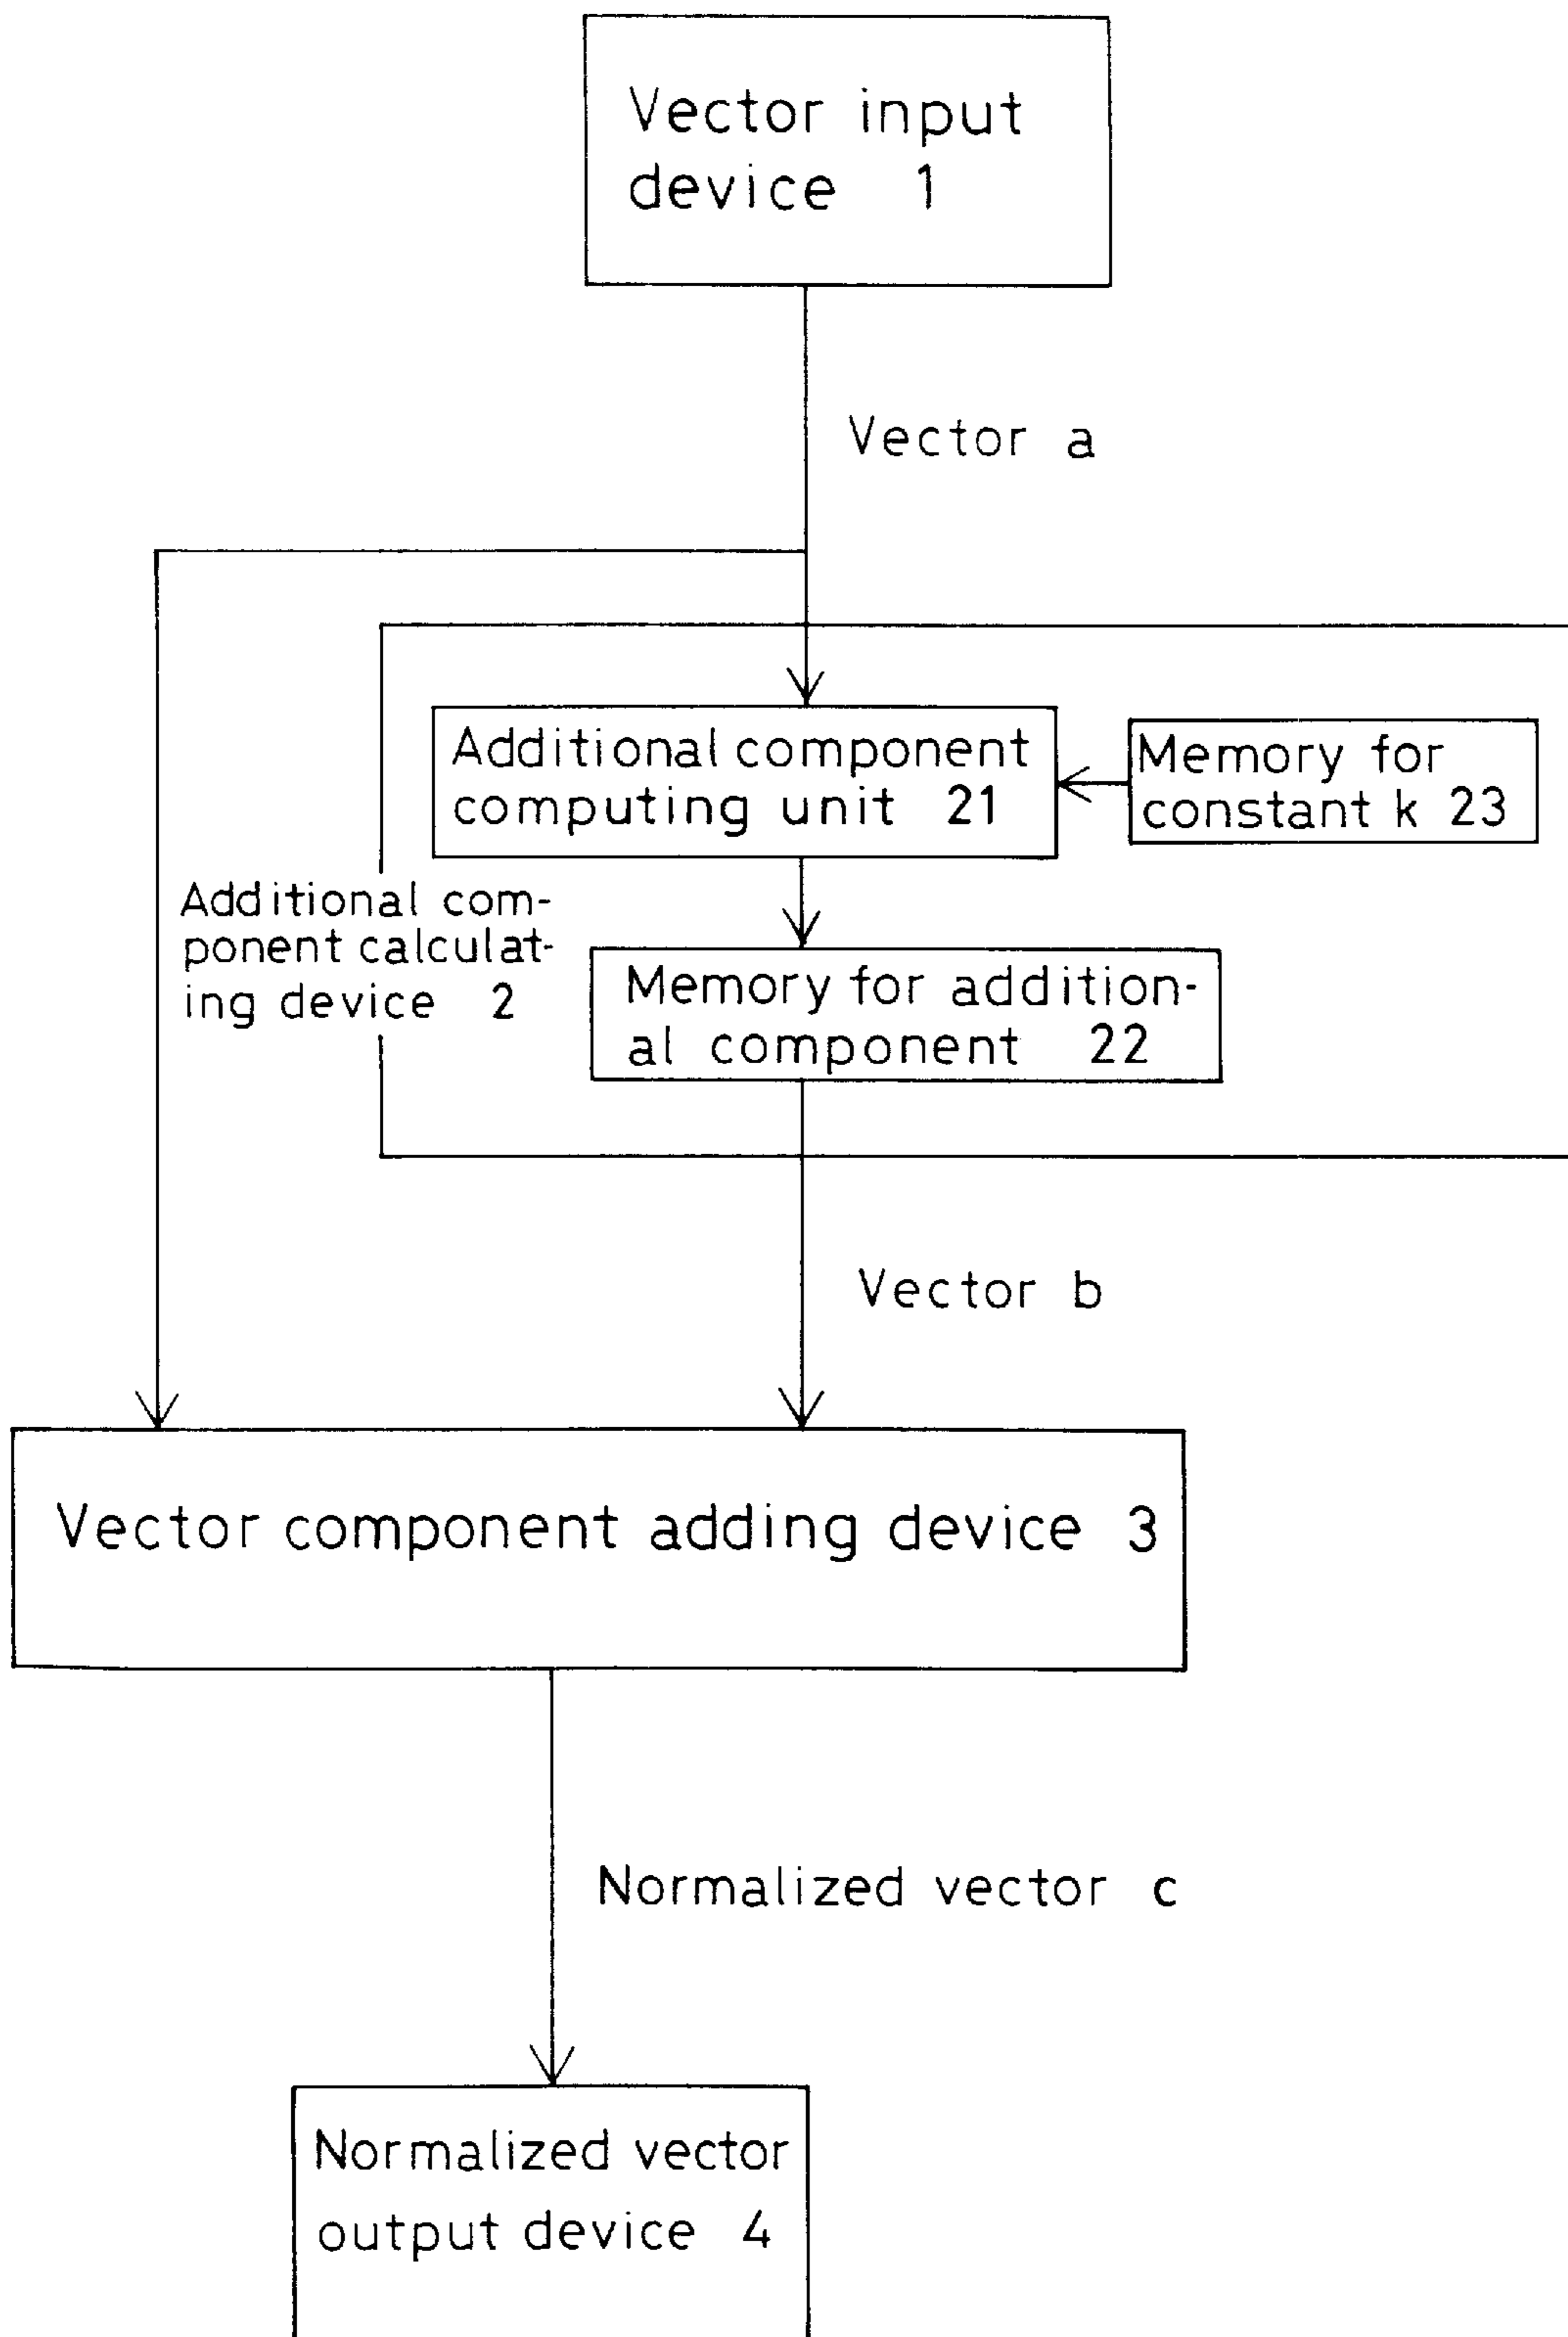 Vector input
device 1
Vector a
Additional component
computing unit 21
Memory for
constant k 23
Additional com-
ponent calculat-
ing device 2
Memory for addition-
al component 22
Vector b
Vector component adding device 3
Normalized vector c
Normalized vector
output device 4